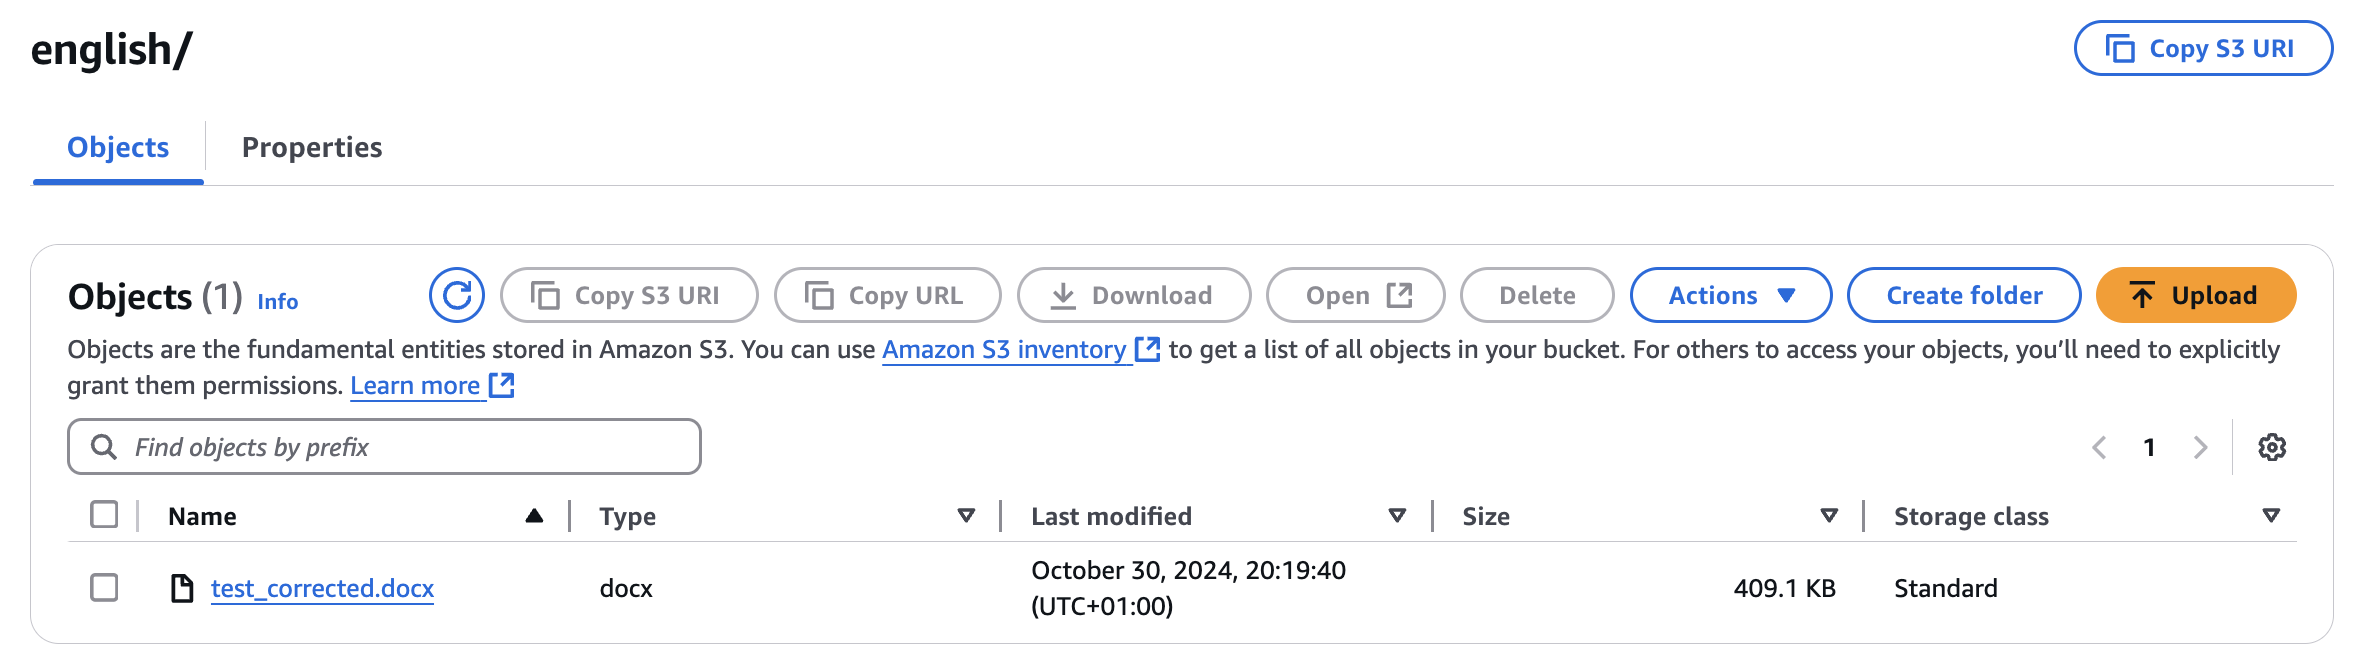 english/
Copy S3 URI
Objects
Properties
Objects (1) Info
Copy S3 URI
Copy URL
Download
Open
Delete
Actions
Create folder
Upload
Objects are the fundamental entities stored in Amazon S3. You can use Amazon S3 inventory to get a list of all objects in your bucket. For others to access your objects, you’ll need to explicitly
grant them permissions. Learn more
Find objects by prefix
1
Name
Type
Last modified
Size
Storage class
test_corrected.docx
docx
October 30, 2024, 20:19:40
(UTC+01:00)
409.1 KB
Standard